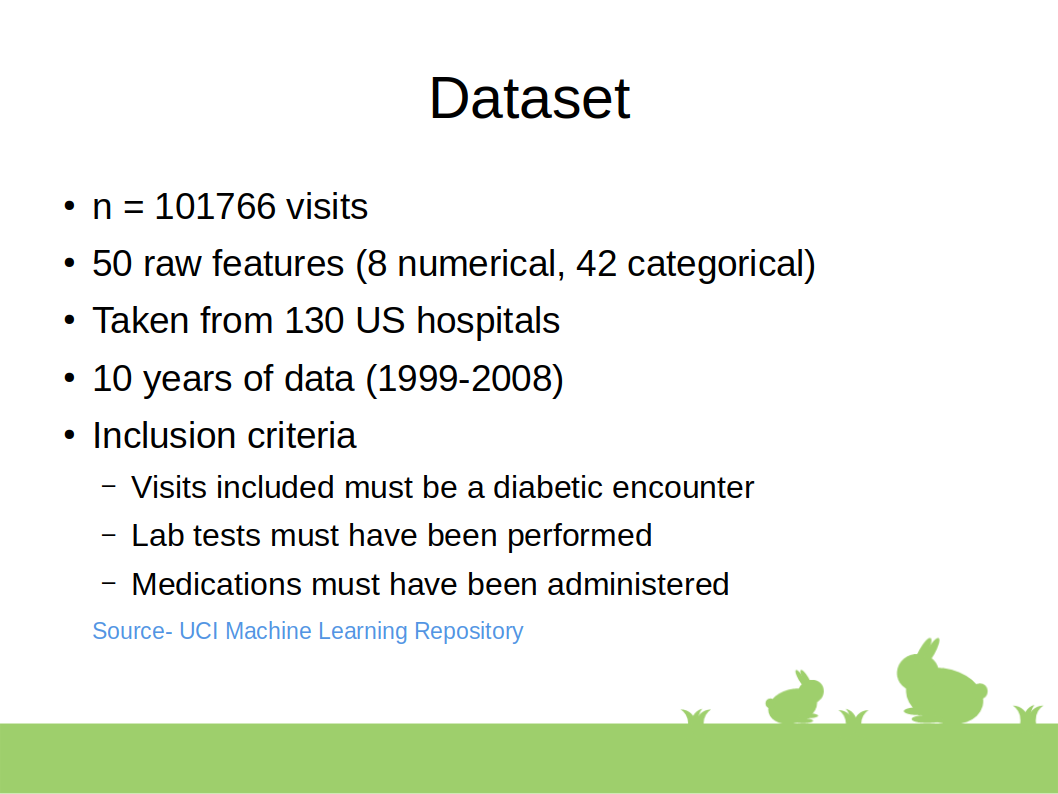 Dataset
• n = 101766 visits
• 50 raw features (8 numerical, 42 categorical)
• Taken from 130 US hospitals
• 10 years of data (1999-2008)
• Inclusion criteria
– Visits included must be a diabetic encounter
– Lab tests must have been performed
– Medications must have been administered
Source- UCI Machine Learning Repository